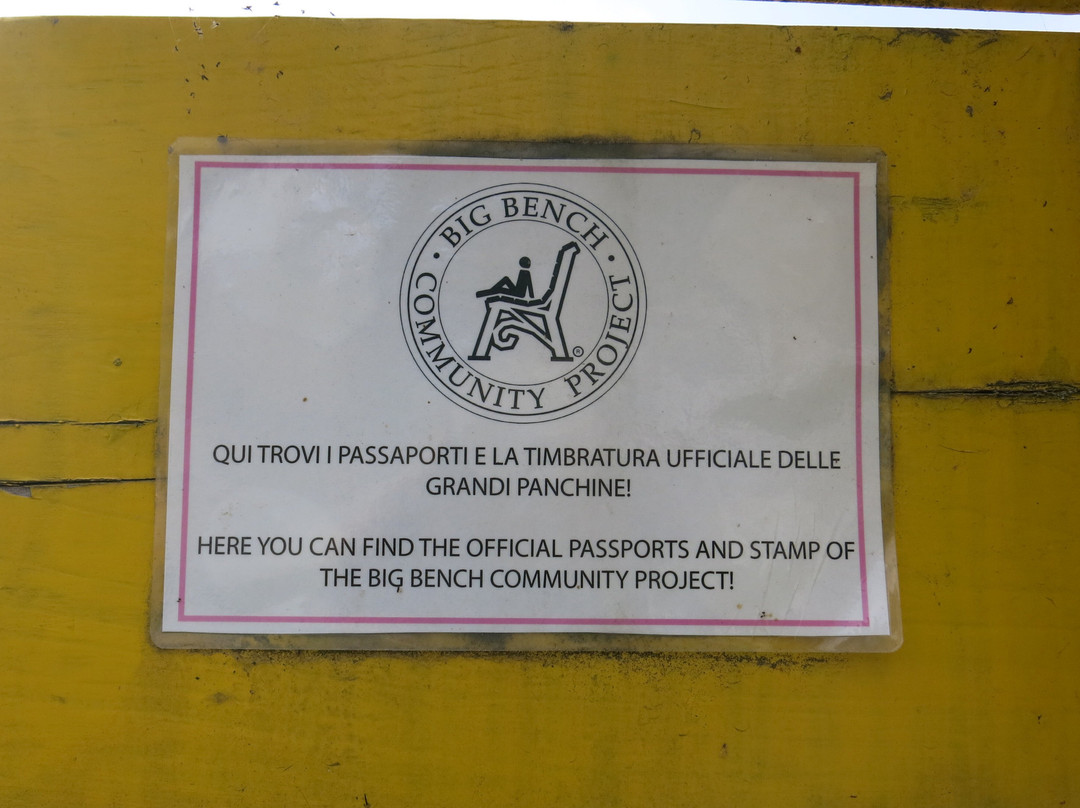 BIG BENCH
COMMUNITY PROJECT
®
QUI TROVI I PASSAPORTI E LA TIMBRATURA UFFICIALE DELLE
GRANDI PANCHINE!
HERE YOU CAN FIND THE OFFICIAL PASSPORTS AND STAMP OF
THE BIG BENCH COMMUNITY PROJECT!